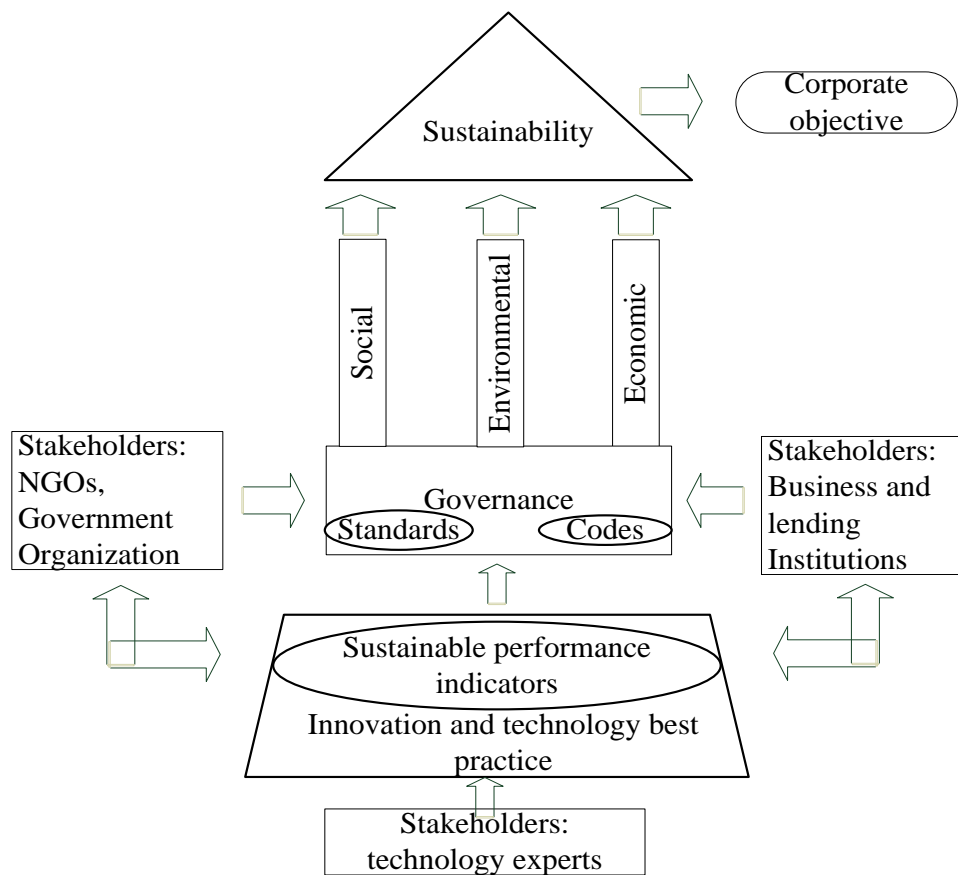 Corporate
objective
Sustainability
Social
Environmental
Economic
Stakeholders:
NGOs,
Government
Organization
Governance
Standards
Codes
Stakeholders:
Business and
lending
Institutions
Sustainable performance
indicators
Innovation and technology best
practice
Stakeholders:
technology experts